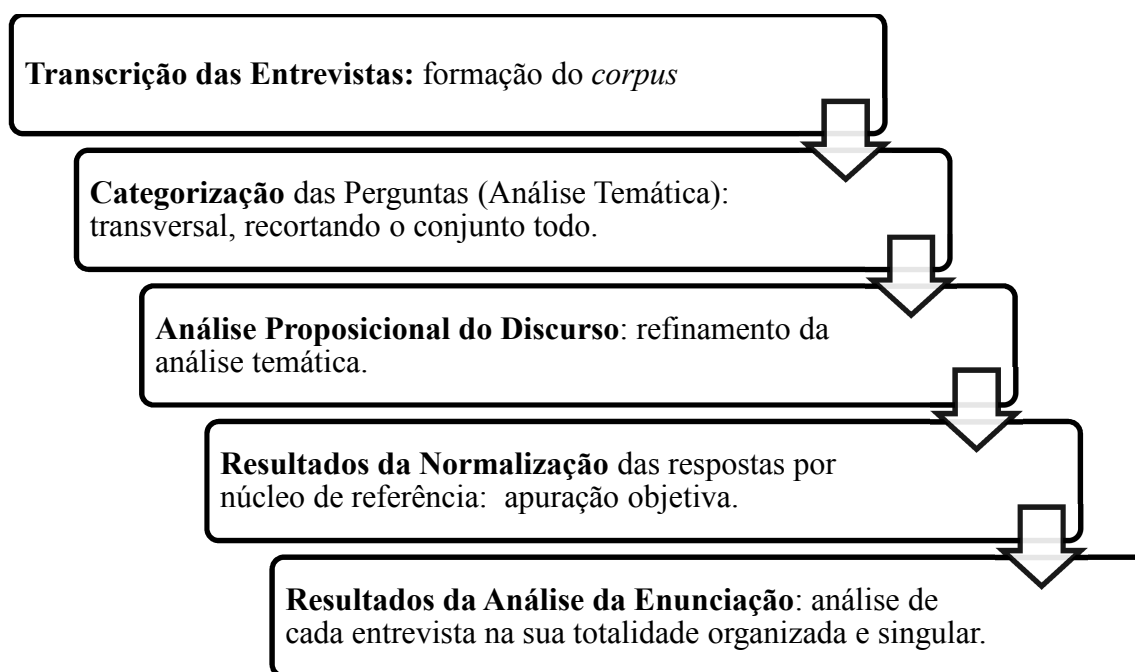 Transcrição das Entrevistas: formação do corpus
Categorização das Perguntas (Análise Temática):
transversal, recortando o conjunto todo.
Análise Proposicional do Discurso: refinamento da
análise temática.
Resultados da Normalização das respostas por
núcleo de referência: apuração objetiva.
Resultados da Análise da Enunciação: análise de
cada entrevista na sua totalidade organizada e singular.